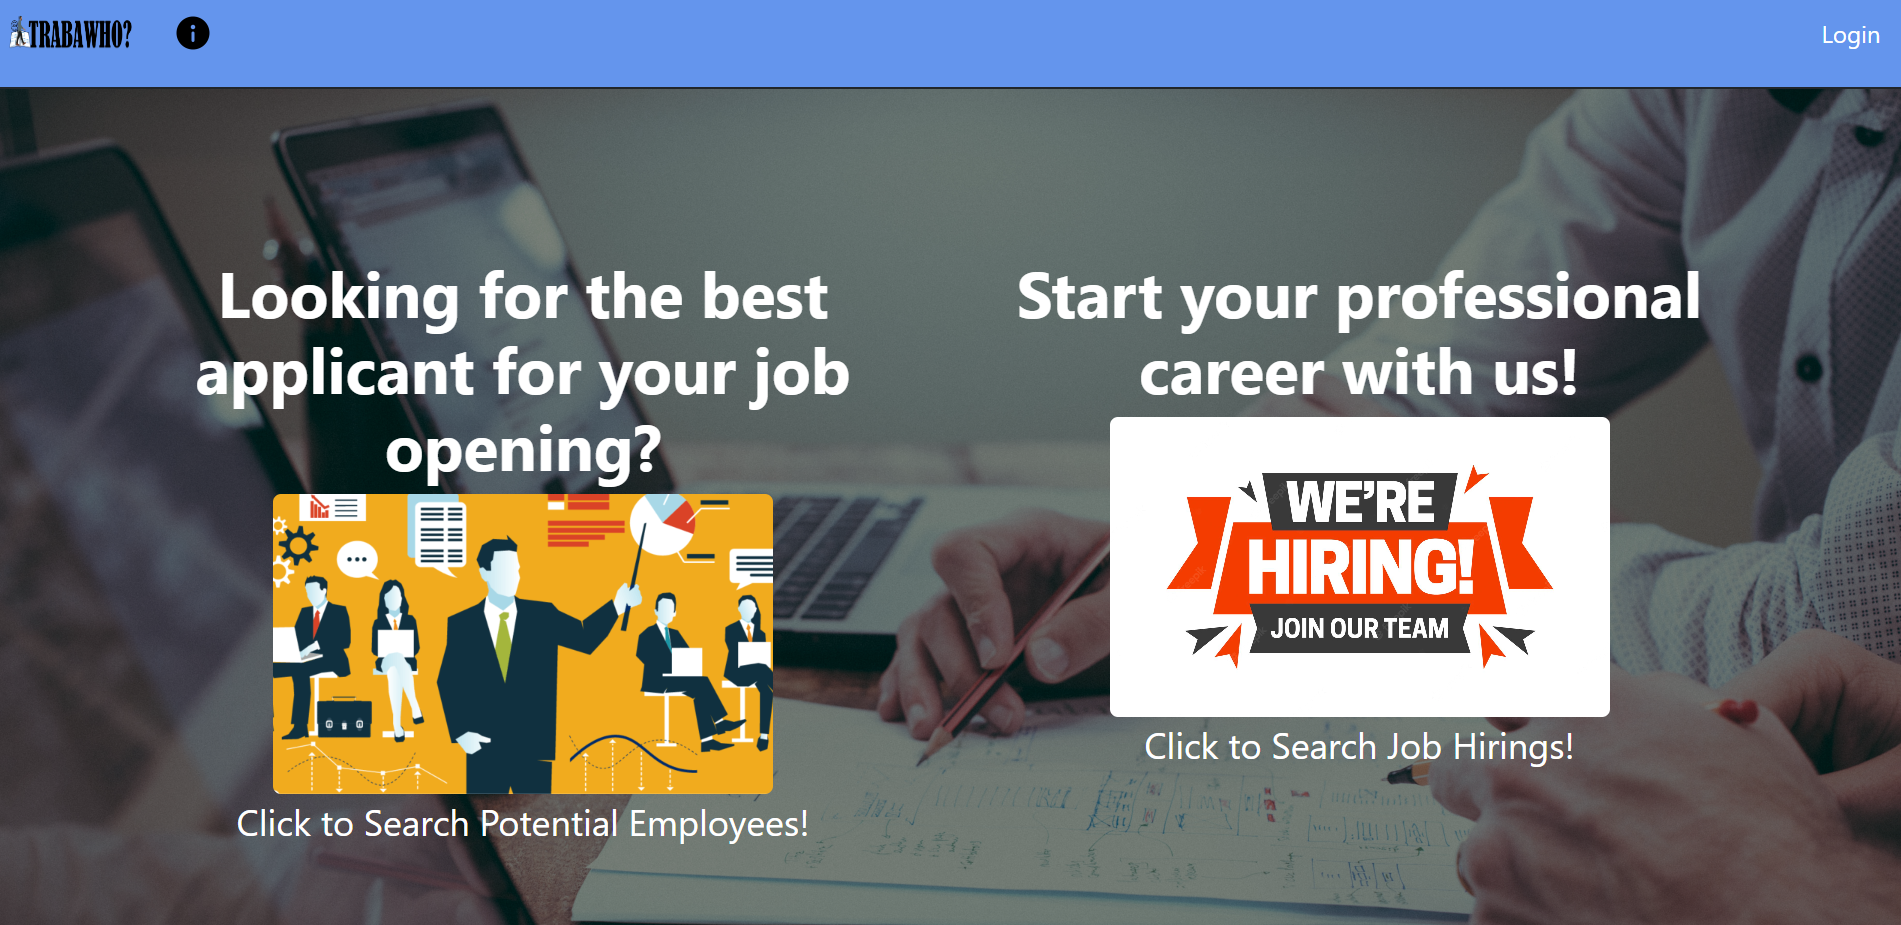 TRABAWHO?
Login
Looking for the best
applicant for your job
opening?
Click to Search Potential Employees!
Start your professional
career with us!
WE'RE
HIRING!
JOIN OUR TEAM
Click to Search Job Hirings!